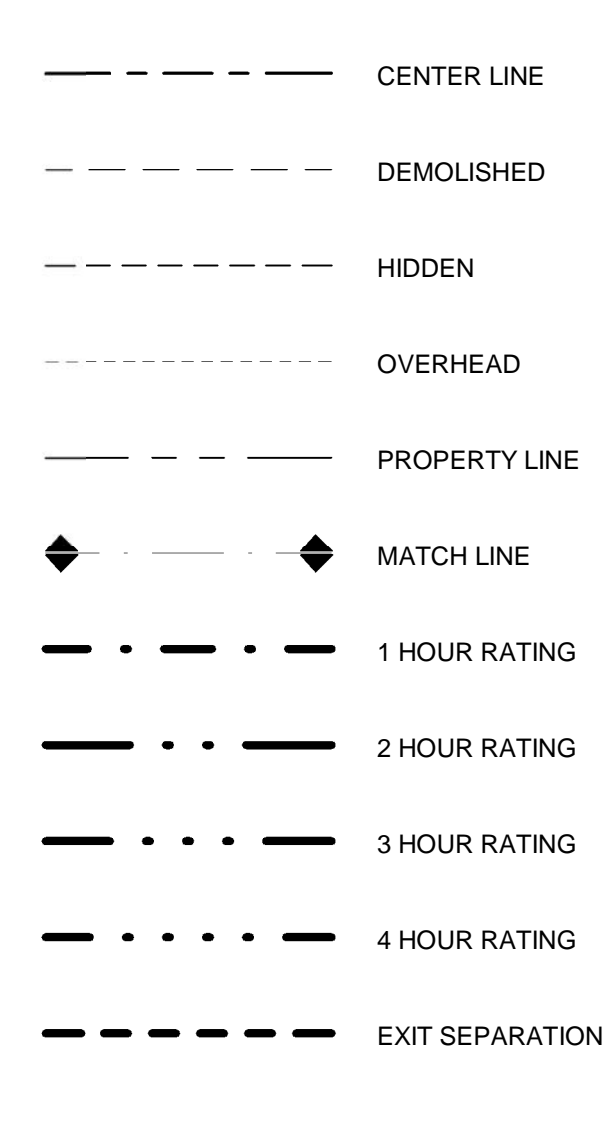 CENTER LINE
DEMOLISHED
HIDDEN
OVERHEAD
PROPERTY LINE
MATCH LINE
1 HOUR RATING
2 HOUR RATING
3 HOUR RATING
4 HOUR RATING
EXIT SEPARATION